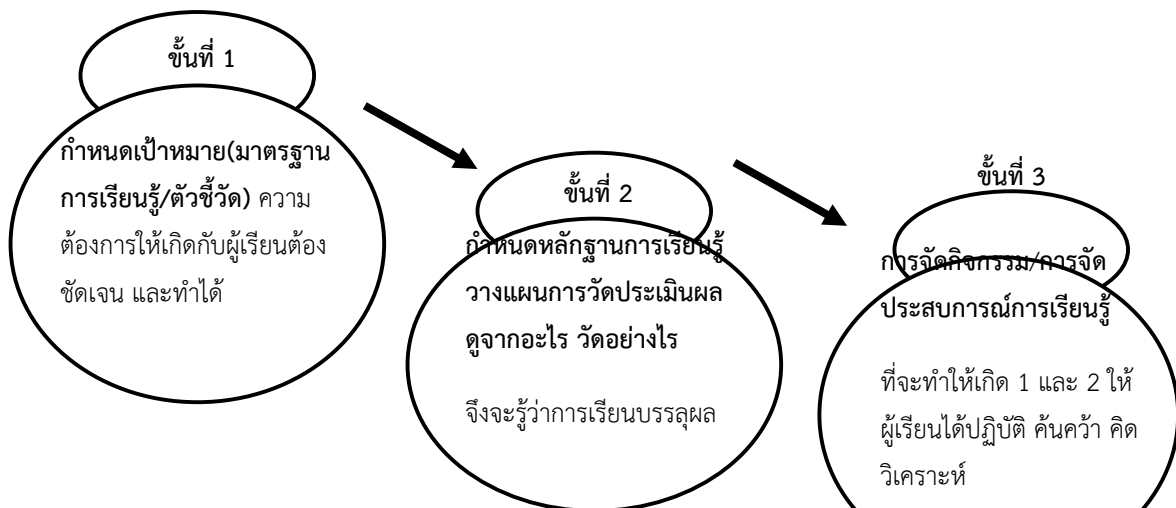 ขั้นที่ 1
กำหนดเป้าหมาย(มาตรฐาน
การเรียนรู้/ตัวชี้วัด) ความ
ต้องการให้เกิดกับผู้เรียนต้อง
ชัดเจน และทำได้
ขั้นที่ 2
กำหนดหลักฐานการเรียนรู้
วางแผนการวัดประเมินผล
ดูจากอะไร วัดอย่างไร
จึงจะรู้ว่าการเรียนบรรลุผล
ขั้นที่ 3
การจัดกิจกรรม/การจัด
ประสบการณ์การเรียนรู้
ที่จะทำให้เกิด 1 และ 2 ให้
ผู้เรียนได้ปฏิบัติ ค้นคว้า คิด
วิเคราะห์